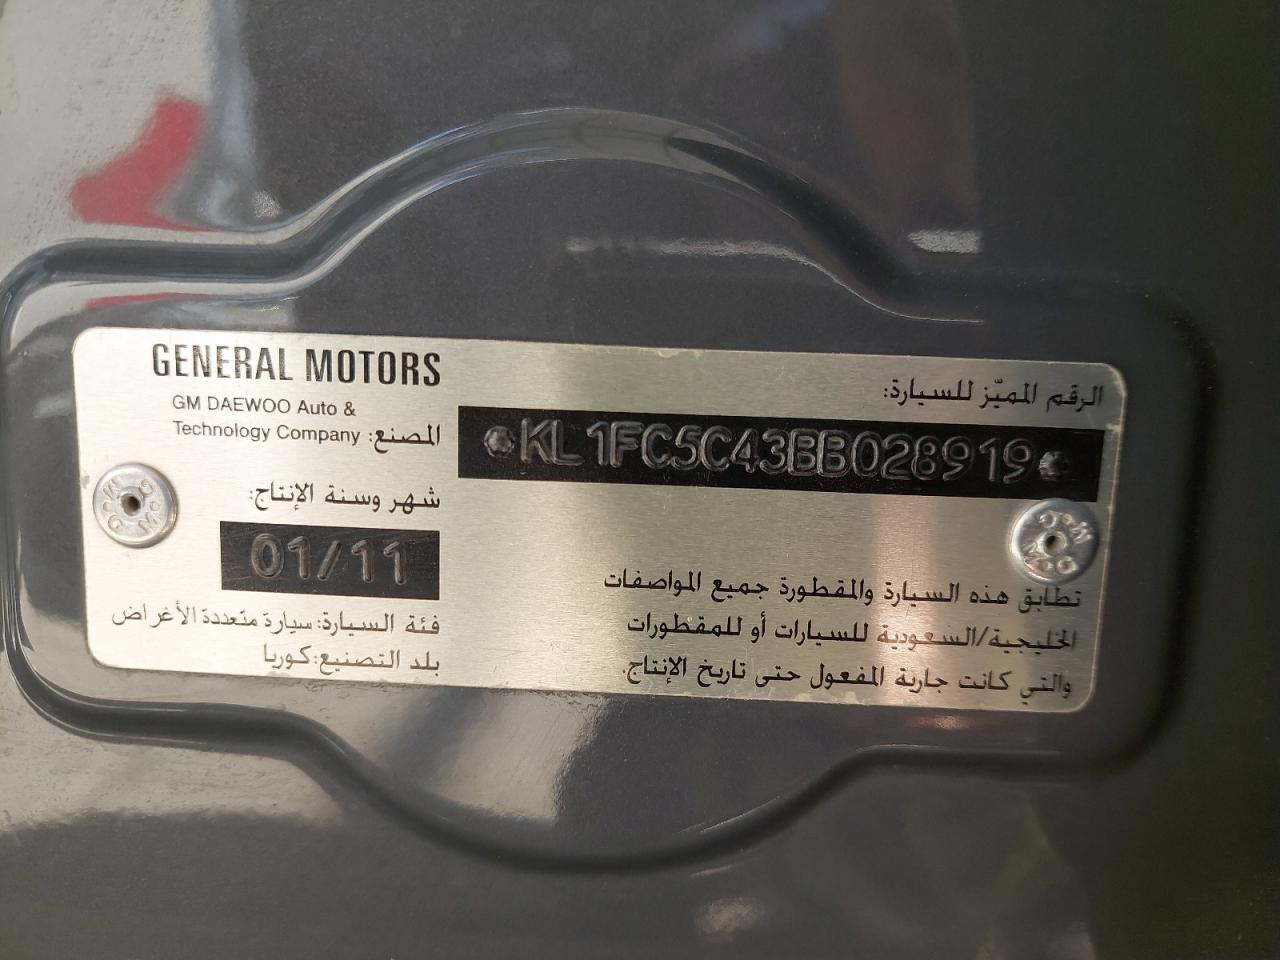 GENERAL MOTORS
GM DAEWOO Auto &
Technology Company المصنع:
شهر وسنة الإنتاج:
01/11
فئة السيارة: سيارة متعددة الأغراض
بلد التصنيع: كوريا
الرقم المميّز للسيارة:
*KL1FC5C43BB028919*
تطابق هذه السيارة والمقطورة جميع المواصفات
الخليجية/السعودية للسيارات أو للمقطورات
والتي كانت جارية المفعول حتى تاريخ الإنتاج.